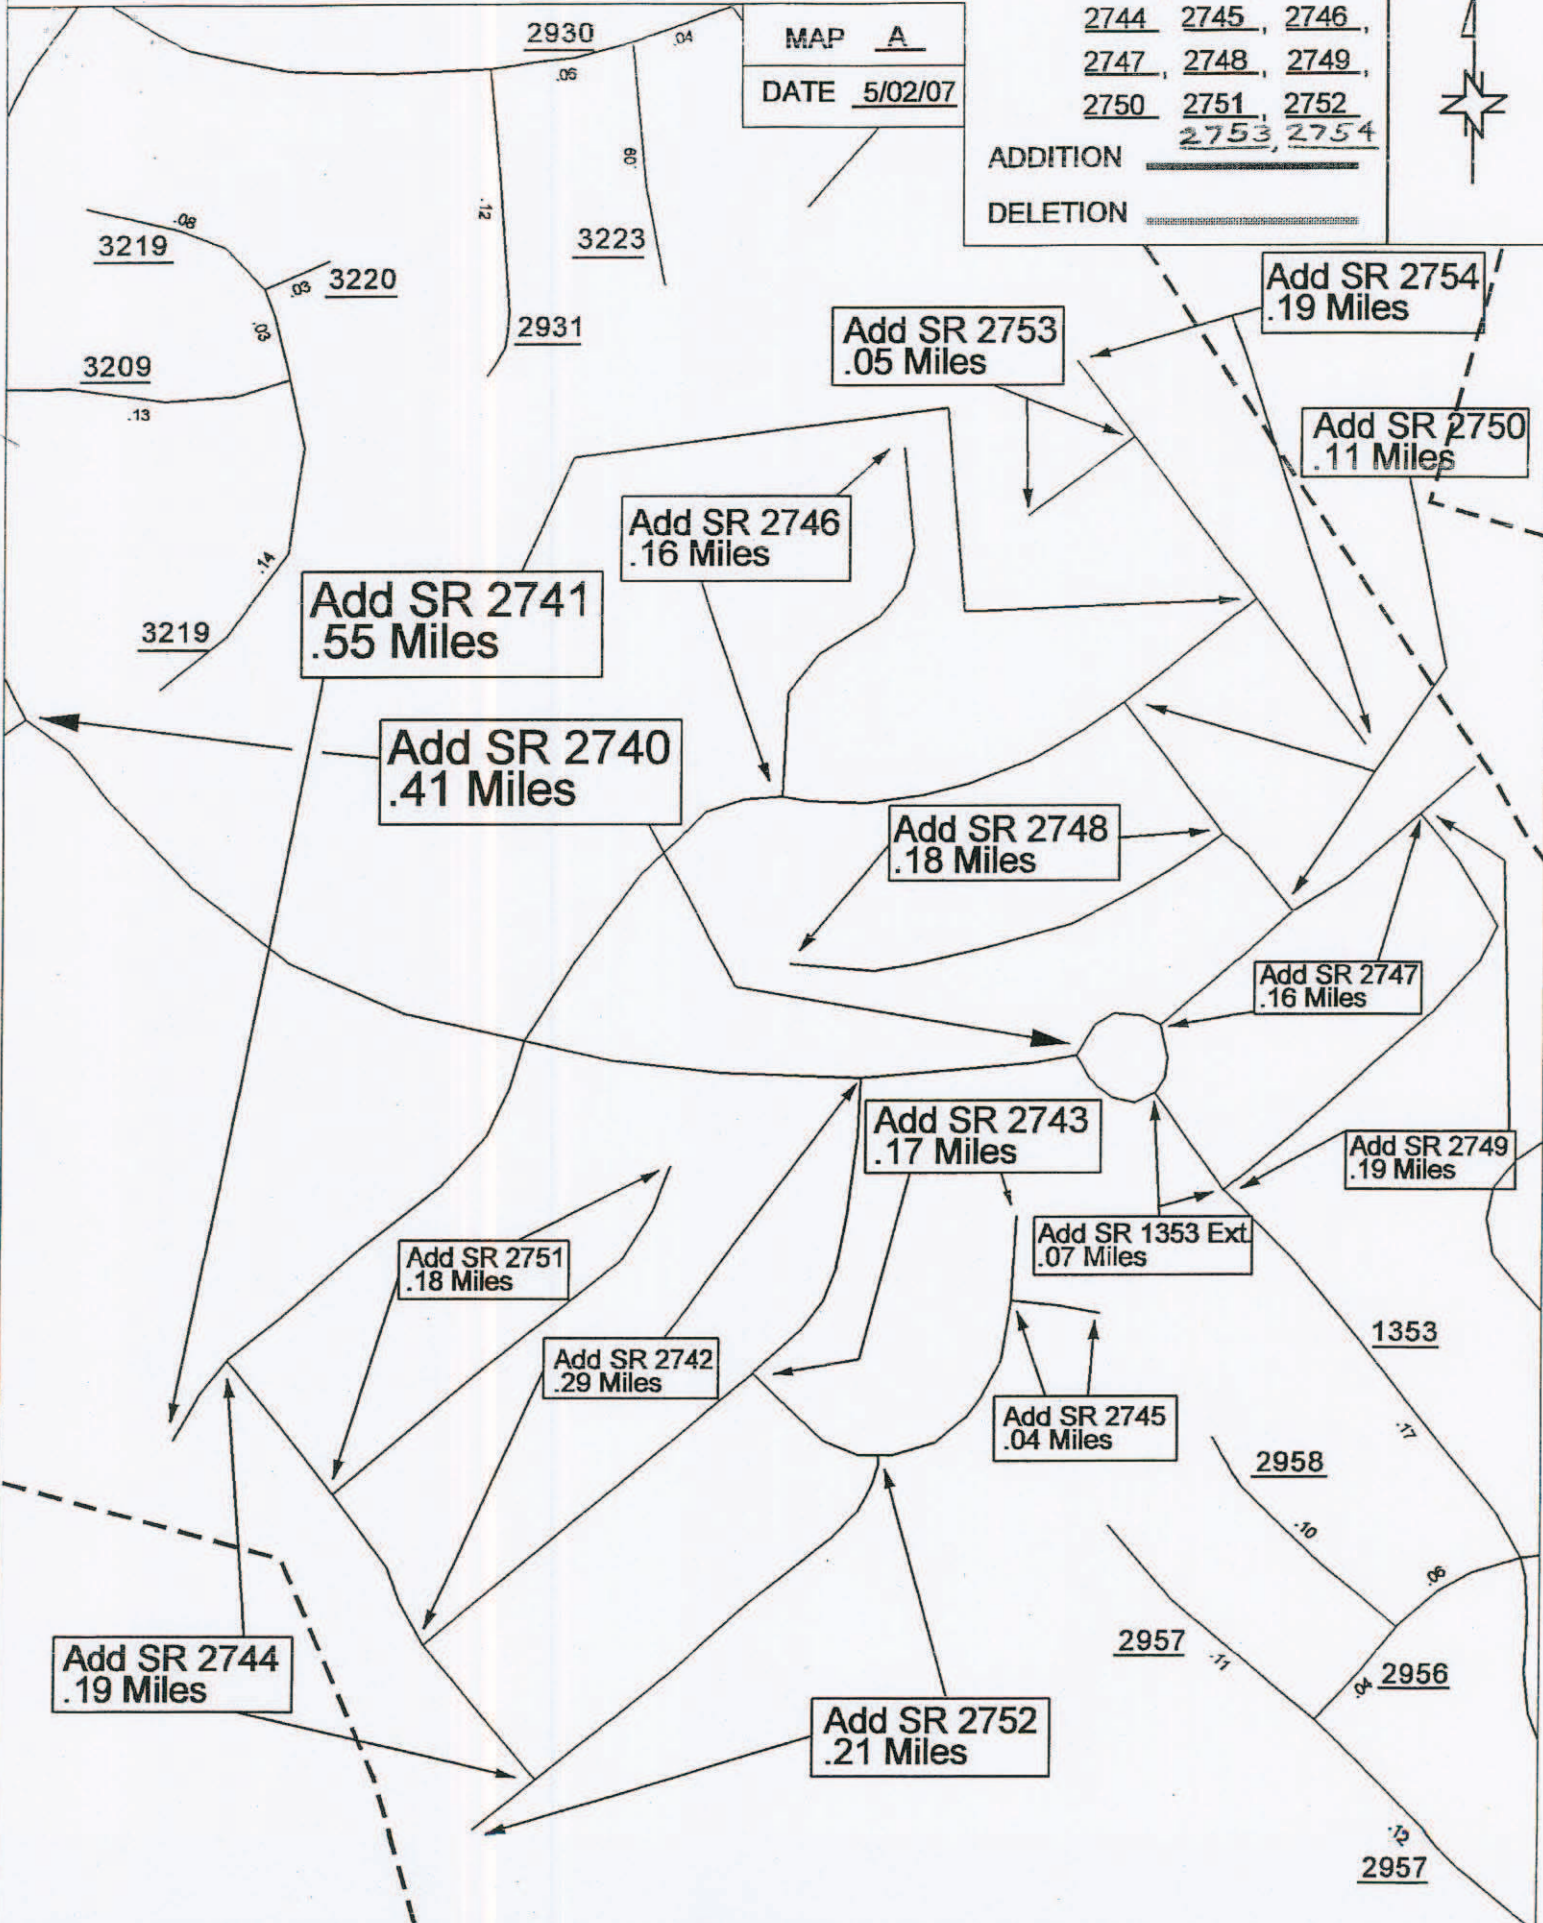 2930
.04
.06
MAP A
DATE 5/02/07
2744 2745, 2746,
2747, 2748, 2749,
2750 2751, 2752
2753, 2754
ADDITION
DELETION
.08
3219
3220
.03
.03
.12
.09
3223
2931
3209
.13
.14
3219
Add SR 2754
.19 Miles
Add SR 2753
.05 Miles
Add SR 2750
.11 Miles
Add SR 2746
.16 Miles
Add SR 2741
.55 Miles
Add SR 2740
.41 Miles
Add SR 2748
.18 Miles
Add SR 2747
.16 Miles
Add SR 2743
.17 Miles
Add SR 2749
.19 Miles
Add SR 1353 Ext.
.07 Miles
Add SR 2751
.18 Miles
Add SR 2742
.29 Miles
1353
Add SR 2745
.04 Miles
.17
2958
.10
.06
2957
.11
2956
.04
Add SR 2744
.19 Miles
Add SR 2752
.21 Miles
.12
2957